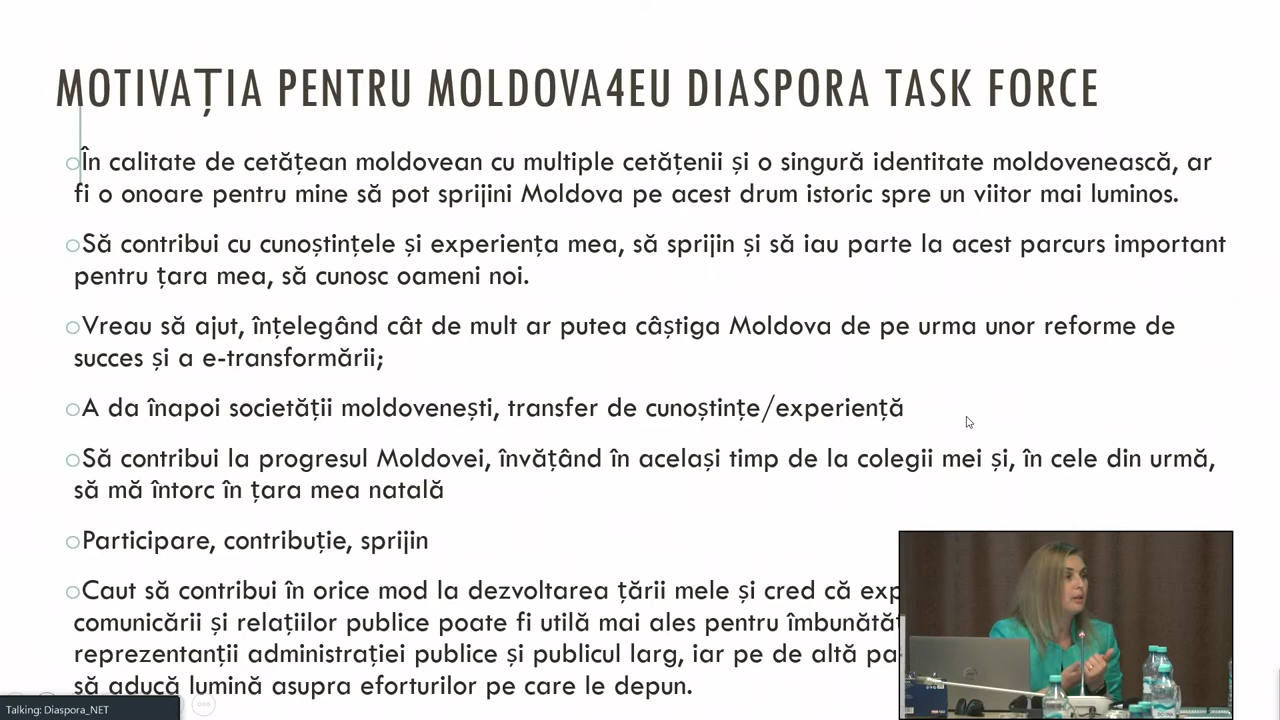 MOTIVAȚIA PENTRU MOLDOVA4EU DIASPORA TASK FORCE
În calitate de cetățean moldovean cu multiple cetățenii și o singură identitate moldovenească, ar
fi o onoare pentru mine să pot sprijini Moldova pe acest drum istoric spre un viitor mai luminos.
Să contribui cu cunoștințele și experiența mea, să sprijin și să iau parte la acest parcurs important
pentru țara mea, să cunosc oameni noi.
Vreau să ajut, înțelegând cât de mult ar putea câștiga Moldova de pe urma unor reforme de
succes și a e-transformării;
A da înapoi societății moldovenești, transfer de cunoștințe/experiență
Să contribui la progresul Moldovei, învățând în același timp de la colegii mei și, în cele din urmă,
să mă întorc în țara mea natală
Participare, contribuție, sprijin
Caut să contribui în orice mod la dezvoltarea țării mele și cred că
comunicării și relațiilor publice poate fi utilă mai ales pentru
reprezentanții administrației publice și publicul larg, iar pe de altă
să aducă lumină asupra eforturilor pe care le depun.
Talking: Diaspora_NET